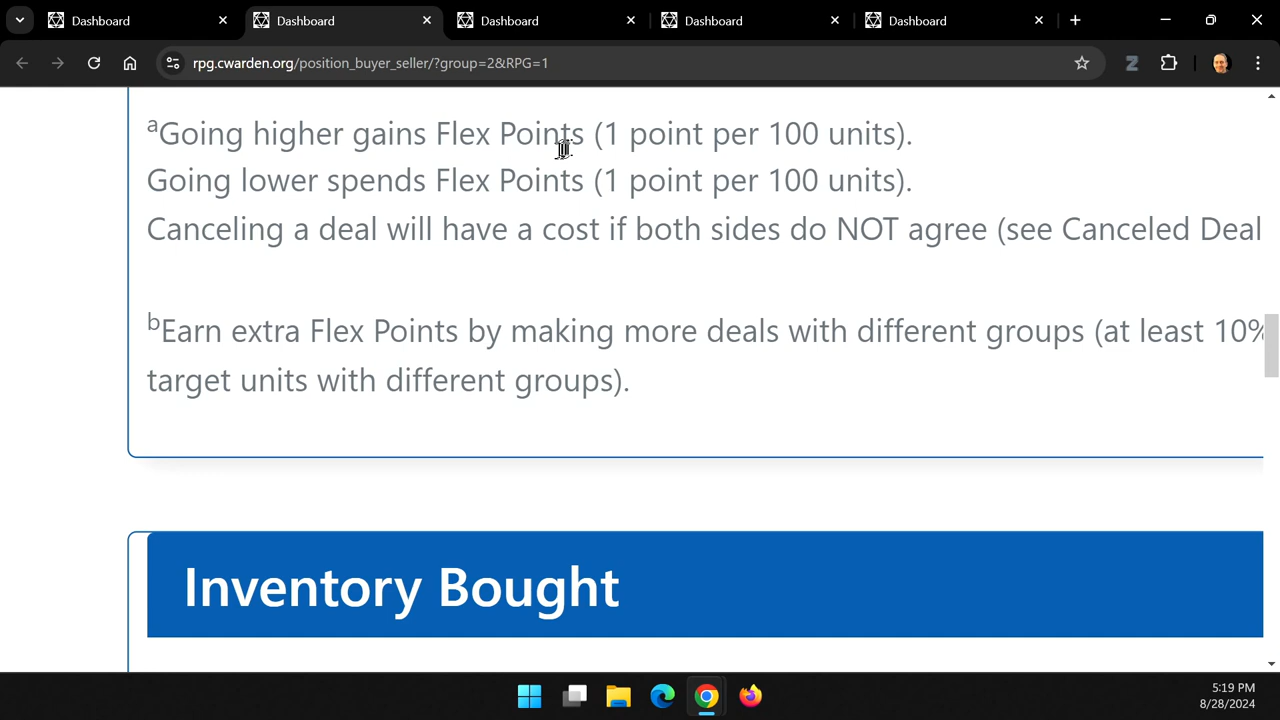 Dashboard
Dashboard
Dashboard
Dashboard
Dashboard
rpg.cwarden.org/position_buyer_seller/?group=2&RPG=1
Z
aGoing higher gains Flex Points (1 point per 100 units).
Going lower spends Flex Points (1 point per 100 units).
Canceling a deal will have a cost if both sides do NOT agree (see Canceled Deal
bEarn extra Flex Points by making more deals with different groups (at least 10%
target units with different groups).
Inventory Bought
5:19 PM
8/28/2024